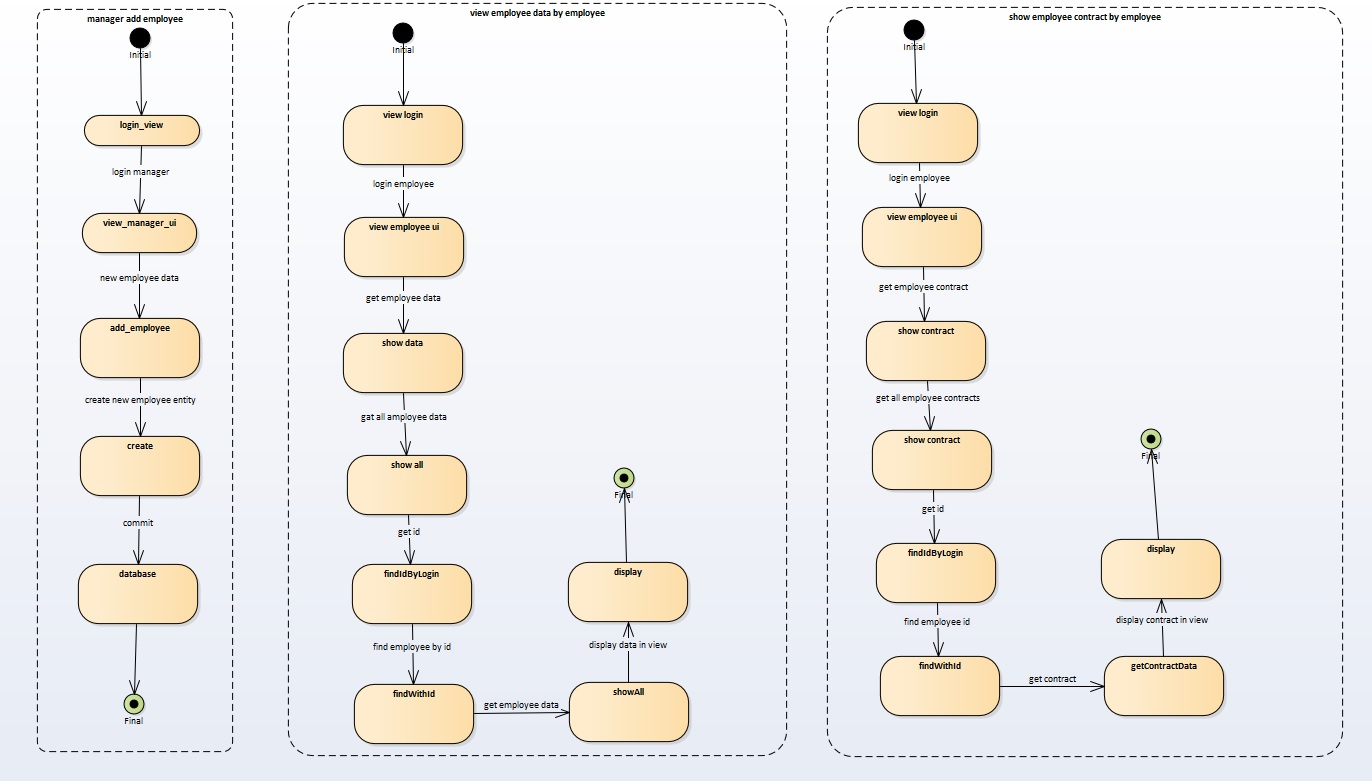 manager add employee
Initial
login_view
login manager
view_manager_ui
new employee data
add_employee
create new employee entity
create
commit
database
Final
view employee data by employee
Initial
view login
login employee
view employee ui
get employee data
show data
gat all amployee data
show all
get id
findIdByLogin
find employee by id
findWithId
get employee data
showAll
display data in view
display
Final
show employee contract by employee
Initial
view login
login employee
view employee ui
get employee contract
show contract
get all employee contracts
show contract
get id
findIdByLogin
find employee id
findWithId
get contract
getContractData
display contract in view
display
Final